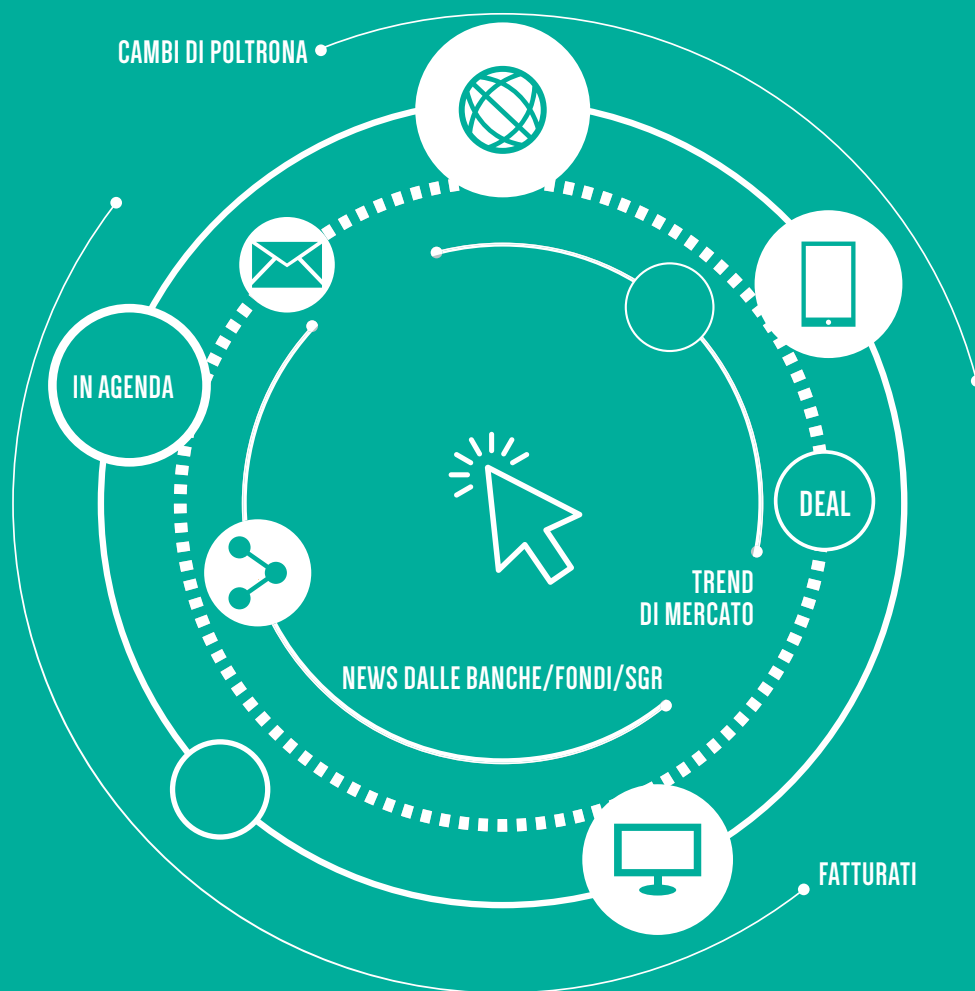 CAMBI DI POLTRONA
IN AGENDA
DEAL
TREND
DI MERCATO
NEWS DALLE BANCHE/FONDI/SGR
FATTURATI